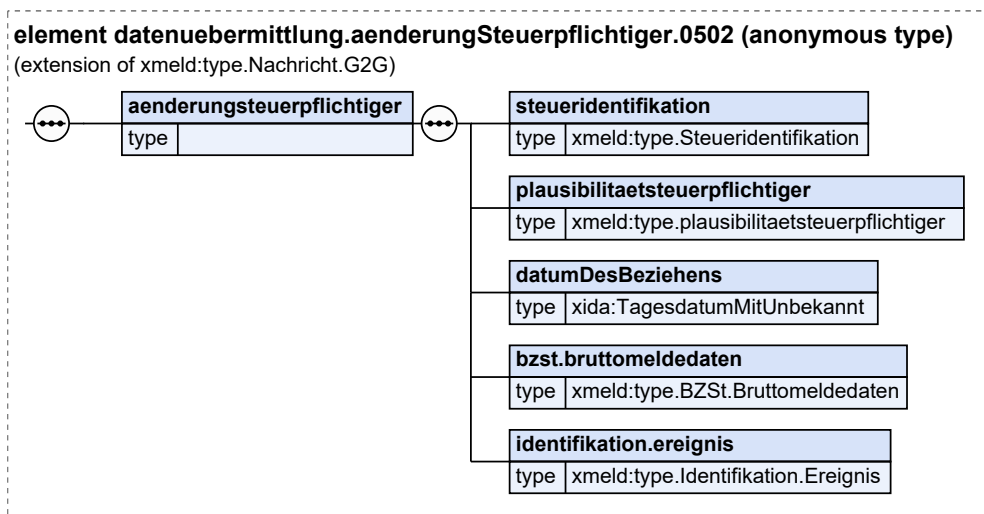 element datenuebermittlung.aenderungSteuerpflichtiger.0502 (anonymous type)
(extension of xmeld:type.Nachricht.G2G)
aenderungsteuerpflichtiger
type
steueridentifikation
type xmeld:type.Steueridentifikation
plausibilitaetsteuerpflichtiger
type xmeld:type.plausibilitaetsteuerpflichtiger
datumDesBeziehens
type xida:TagesdatumMitUnbekannt
bzst.bruttomeldedaten
type xmeld:type.BZSt.Bruttomeldedaten
identifikation.ereignis
type xmeld:type.Identifikation.Ereignis